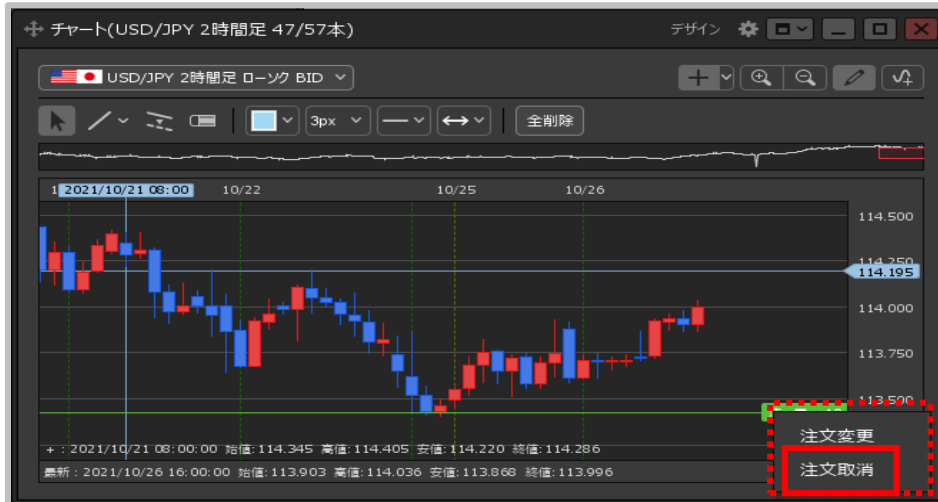 チャート(USD/JPY 2時間足 47/57本)
デザイン
USD/JPY 2時間足 ローソク BID
3px
全削除
2021/10/21 08:00
10/22
10/25
10/26
114.500
114.250
114.195
114.000
113.750
113.500
注文変更
注文取消
+ : 2021/10/21 08:00:00 始値:114.345 高値:114.405 安値:114.220 終値:114.286
最新 : 2021/10/26 16:00:00 始値:113.903 高値:114.036 安値:113.868 終値:113.996